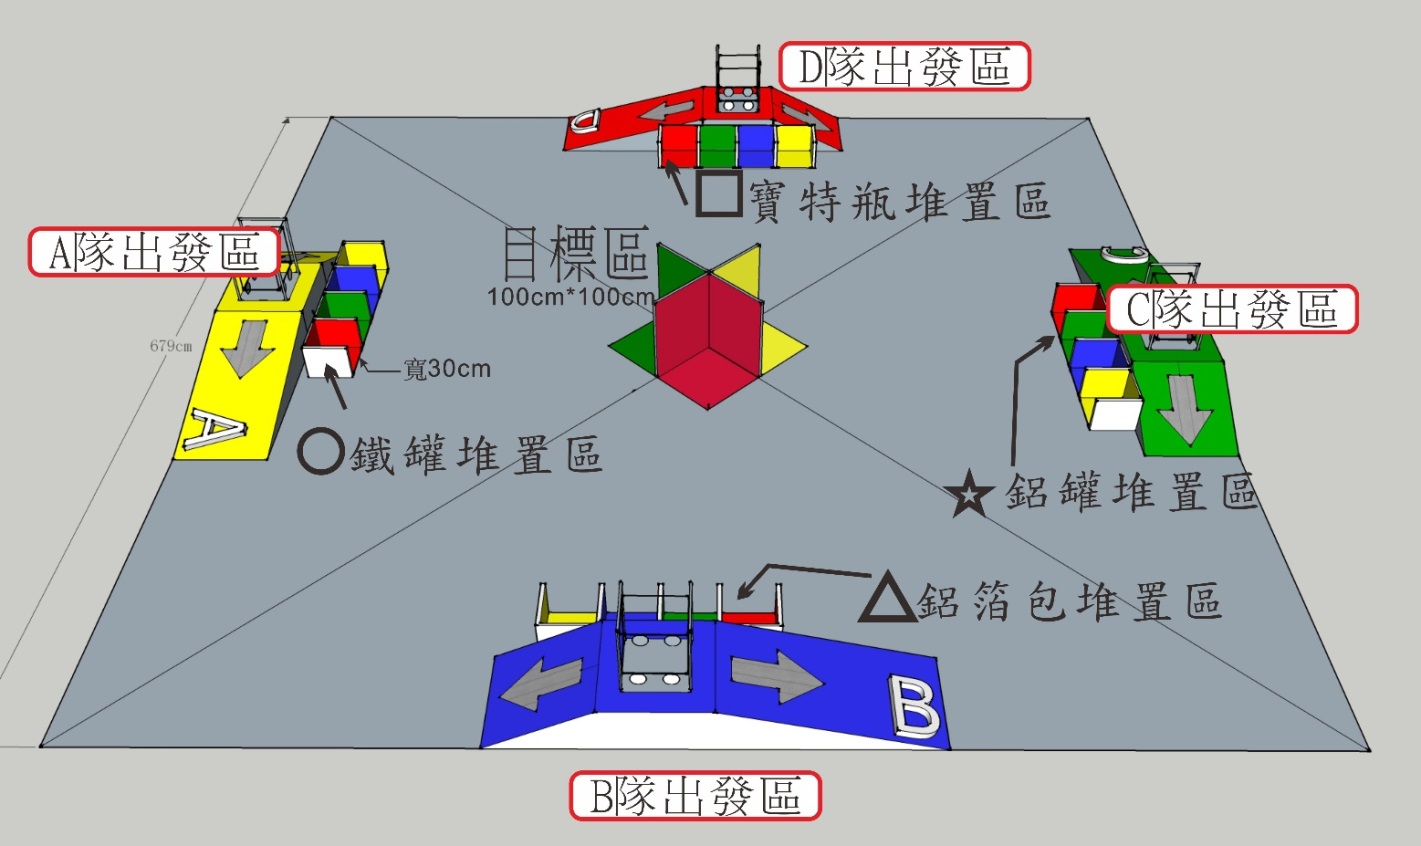 D隊出發區
D
寶特瓶堆置區
目標區
100cm*100cm
A隊出發區
C
C隊出發區
679cm
寬30cm
A
鐵罐堆置區
鋁罐堆置區
鋁箔包堆置區
B
B隊出發區